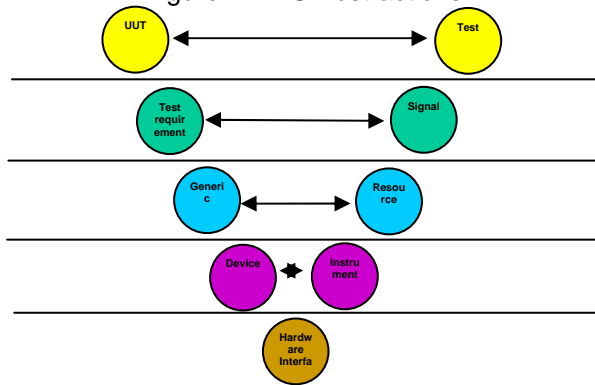 UUT
Test
Test
requir
ement
Signal
Generi
c
Resou
rce
Device
Instru
ment
Hardw
are
Interfa